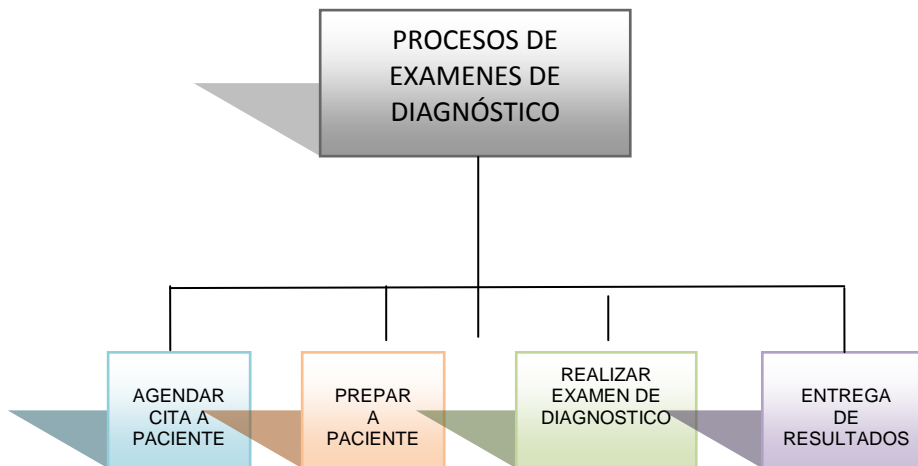 PROCESOS DE
EXAMENES DE
DIAGNÓSTICO
AGENDAR
CITA A
PACIENTE
PREPAR
A
PACIENTE
REALIZAR
EXAMEN DE
DIAGNOSTICO
ENTREGA
DE
RESULTADOS